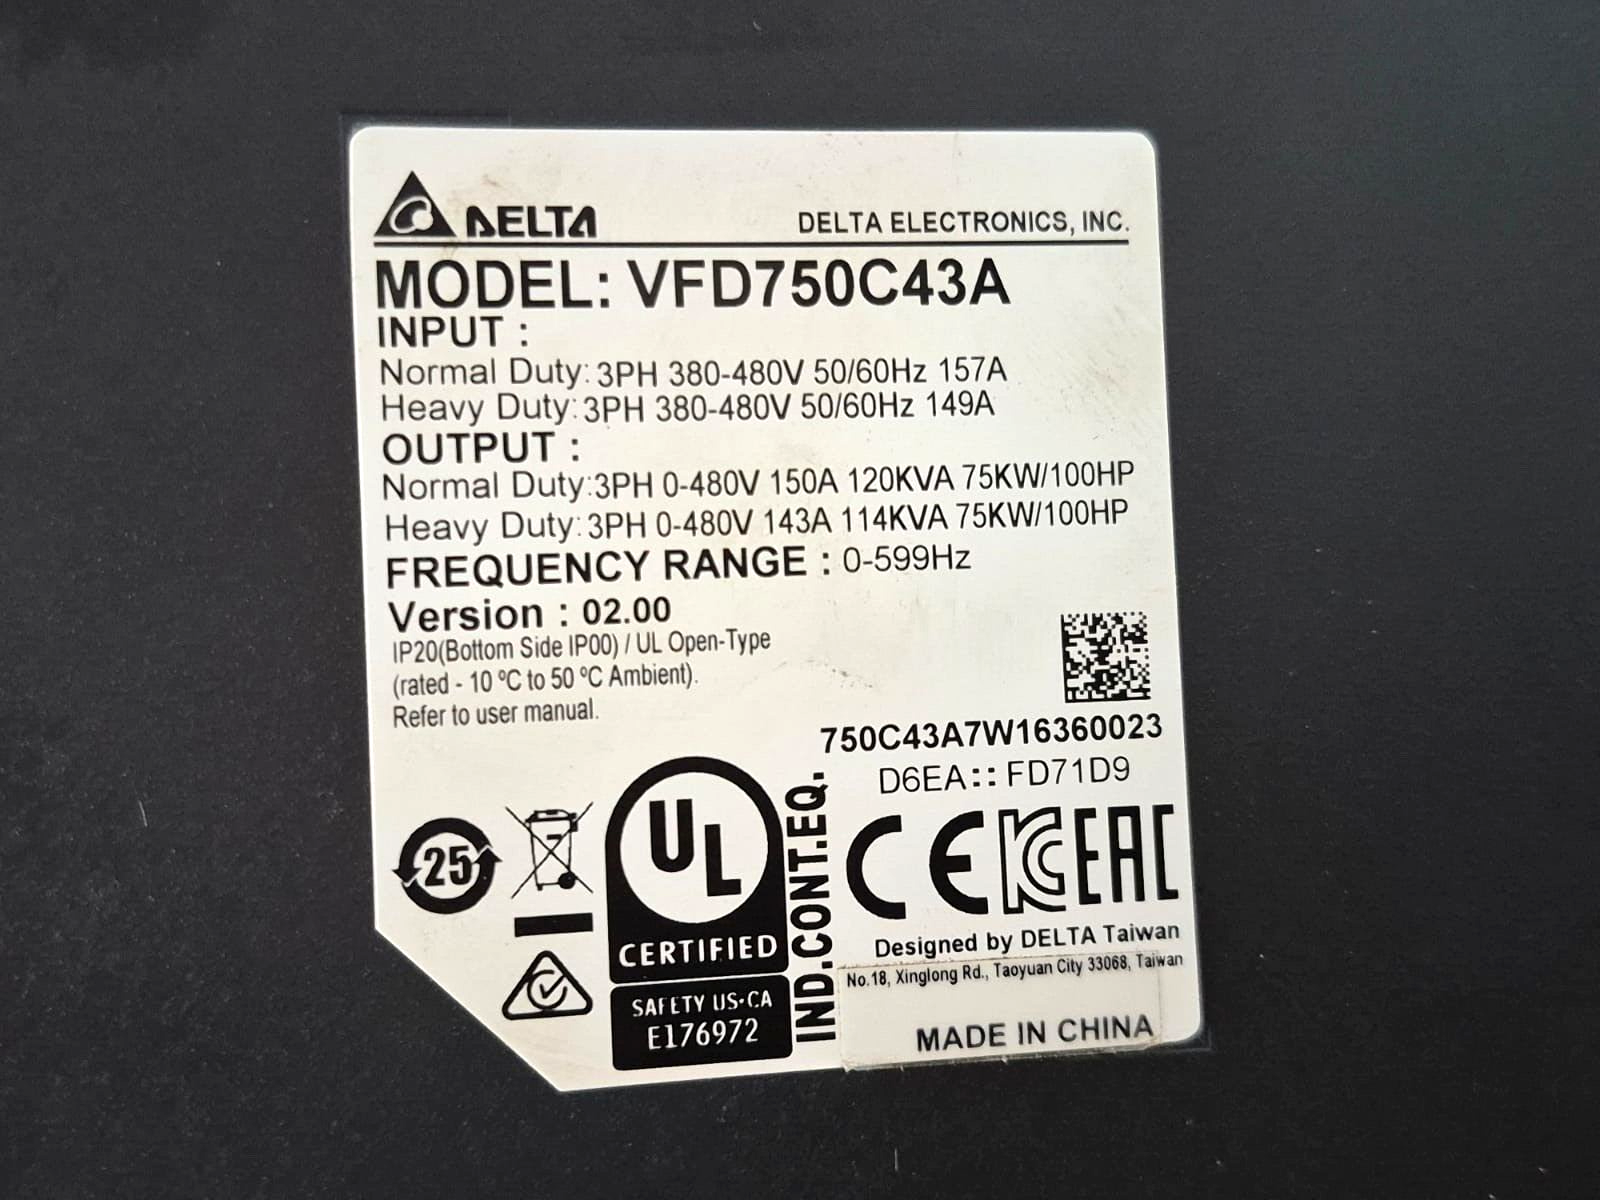 DELTA DELTA ELECTRONICS, INC.
MODEL: VFD750C43A
INPUT :
Normal Duty: 3PH 380-480V 50/60Hz 157A
Heavy Duty: 3PH 380-480V 50/60Hz 149A
OUTPUT :
Normal Duty: 3PH 0-480V 150A 120KVA 75KW/100HP
Heavy Duty: 3PH 0-480V 143A 114KVA 75KW/100HP
FREQUENCY RANGE : 0-599Hz
Version : 02.00
IP20(Bottom Side IP00) / UL Open-Type
(rated - 10 ºC to 50 ºC Ambient).
Refer to user manual.
750C43A7W16360023
D6EA:: FD71D9
25
UL
CERTIFIED
SAFETY US·CA
E176972
IND.CONT.EQ.
CE KC EAC
Designed by DELTA Taiwan
No.18, Xinglong Rd., Taoyuan City 33068, Taiwan
MADE IN CHINA